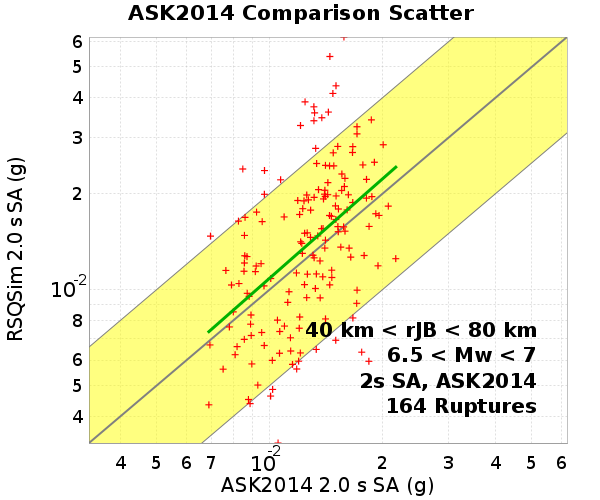 ASK2014 Comparison Scatter
RSQSim 2.0 s SA (g)
6
5
4
3
2
10-2
8
6
5
4
40 km < rJB < 80 km
6.5 < Mw < 7
2s SA, ASK2014
164 Ruptures
4 5 6 7 10-2 2 3 4 5 6
ASK2014 2.0 s SA (g)